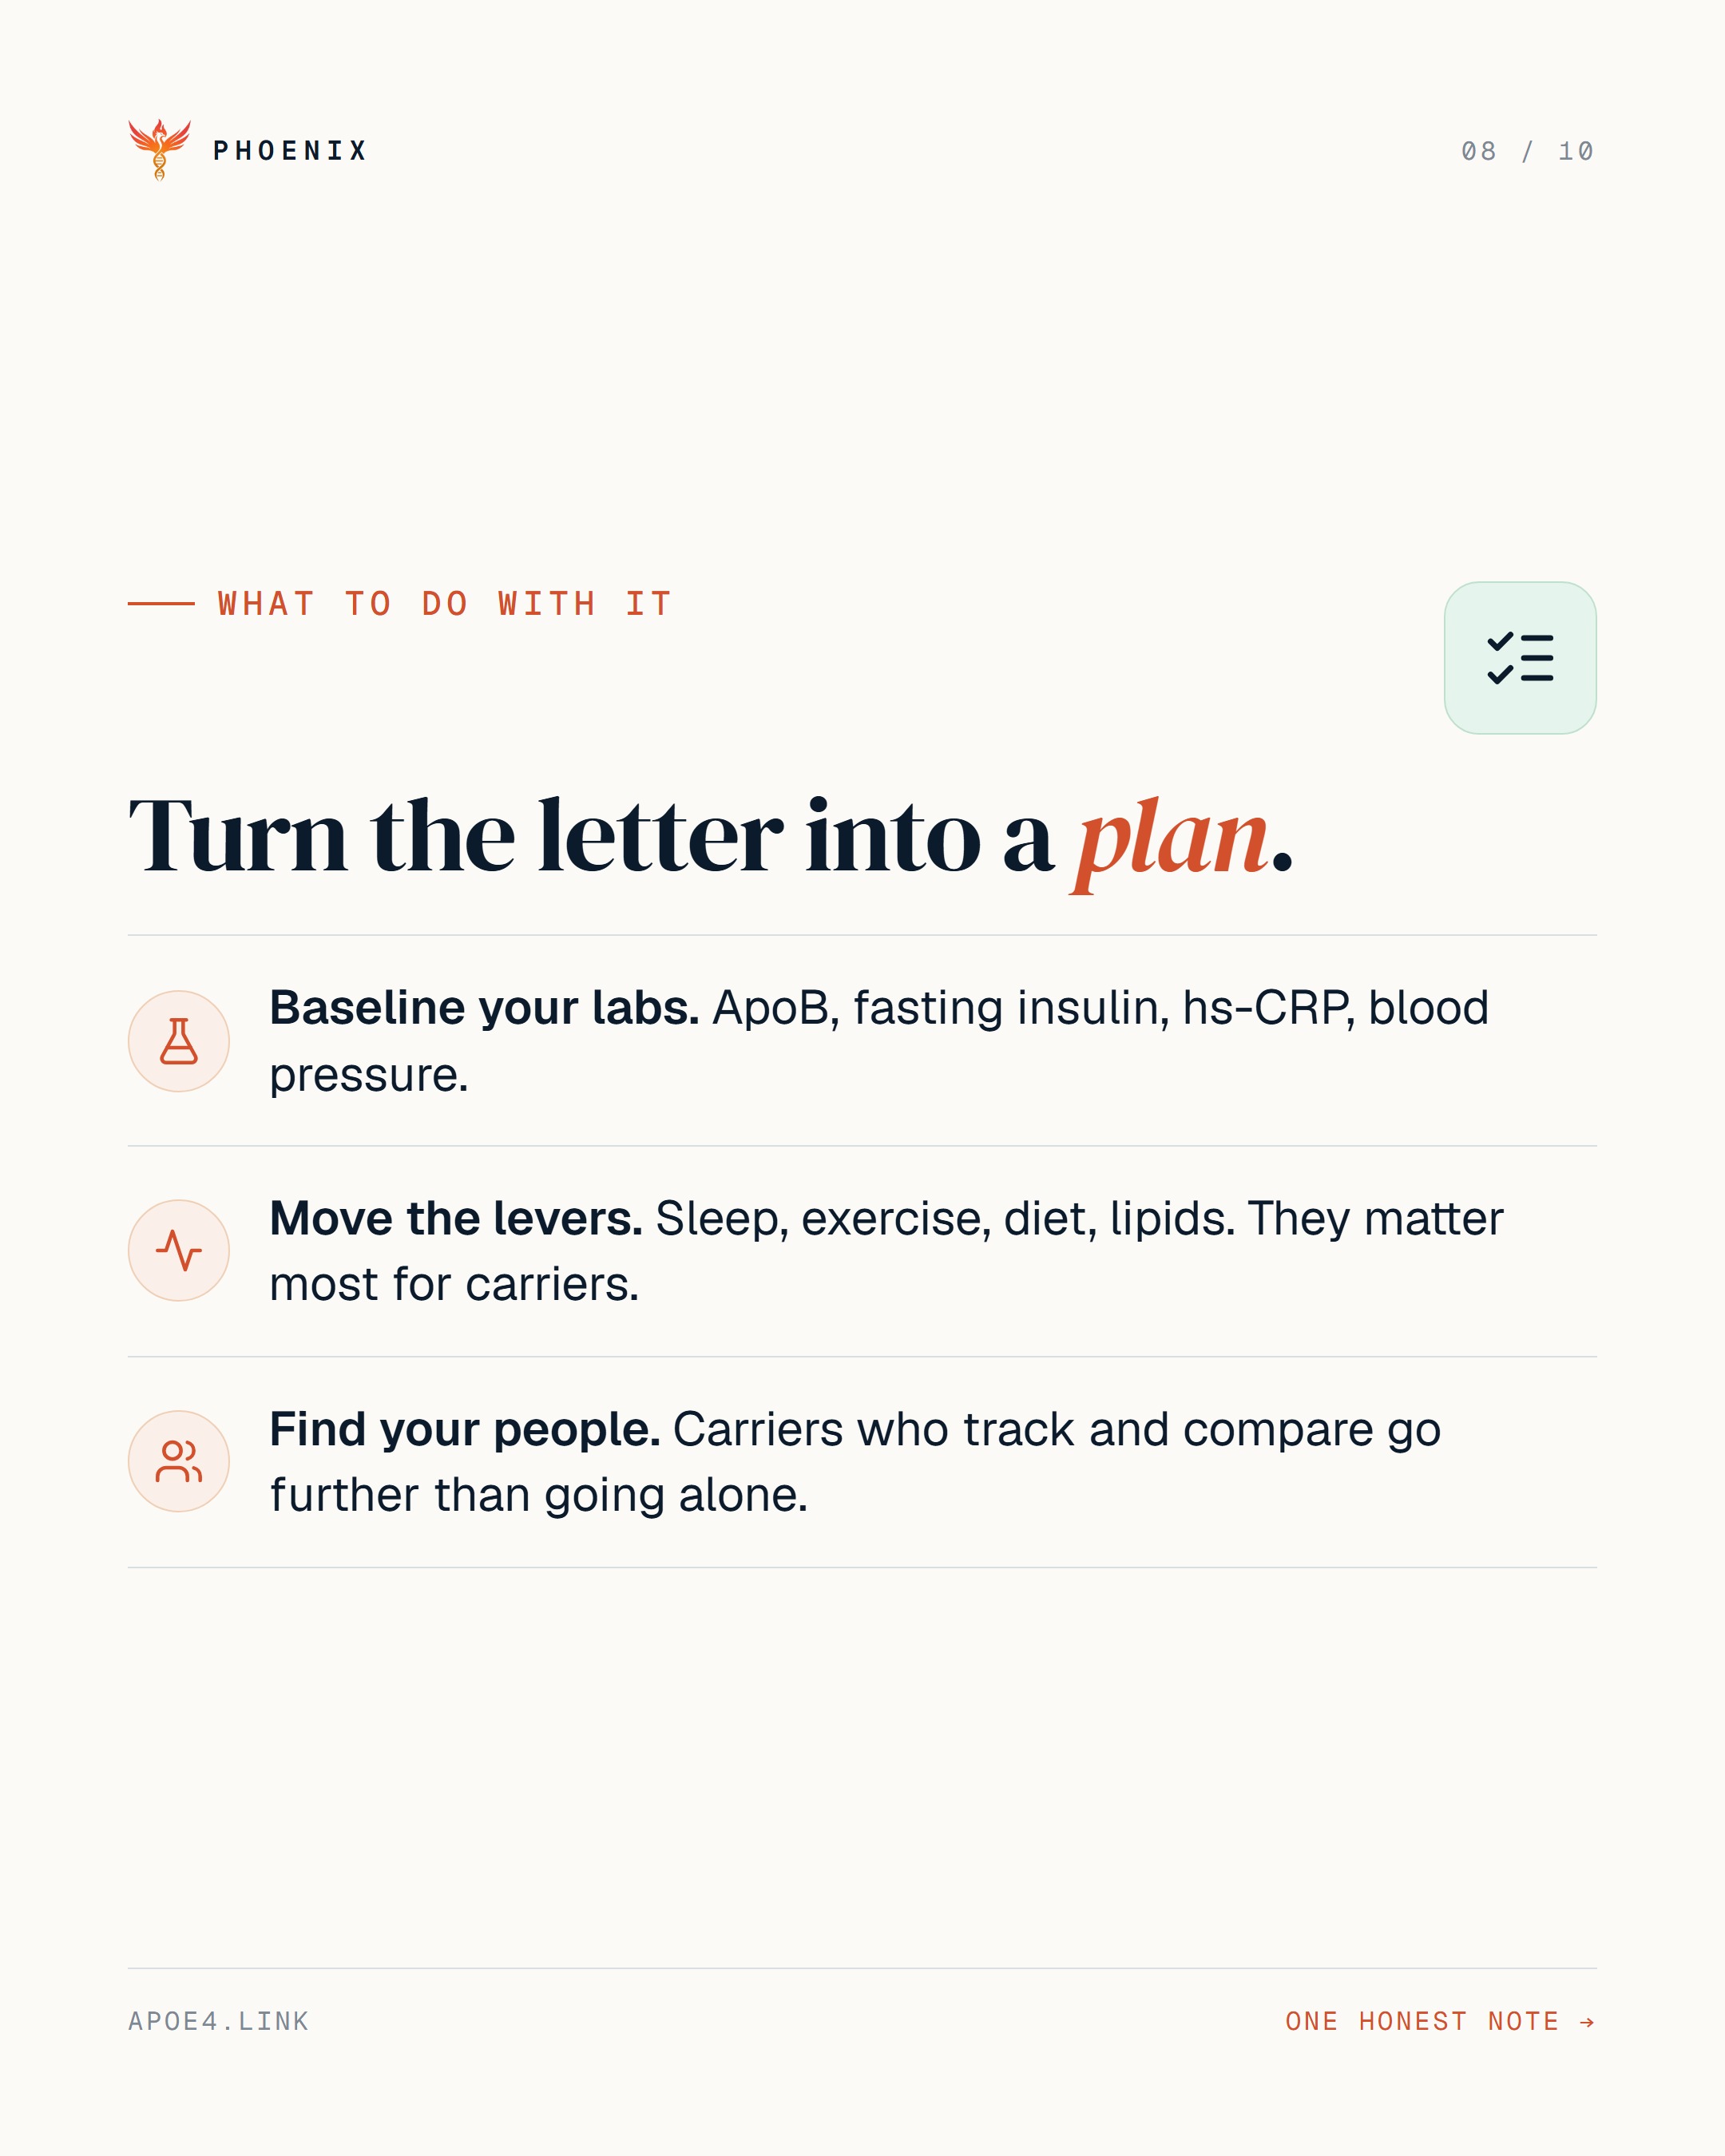 PHOENIX
08 / 10
WHAT TO DO WITH IT
Turn the letter into a plan.
Baseline your labs. ApoB, fasting insulin, hs-CRP, blood
pressure.
Move the levers. Sleep, exercise, diet, lipids. They matter
most for carriers.
Find your people. Carriers who track and compare go
further than going alone.
APOE4.LINK
ONE HONEST NOTE →